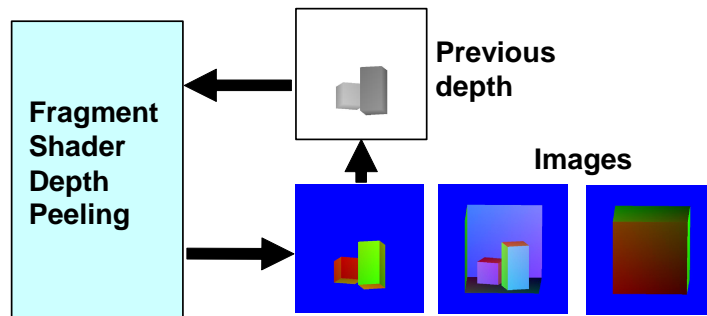 Fragment
Shader
Depth
Peeling
Previous
depth
Images